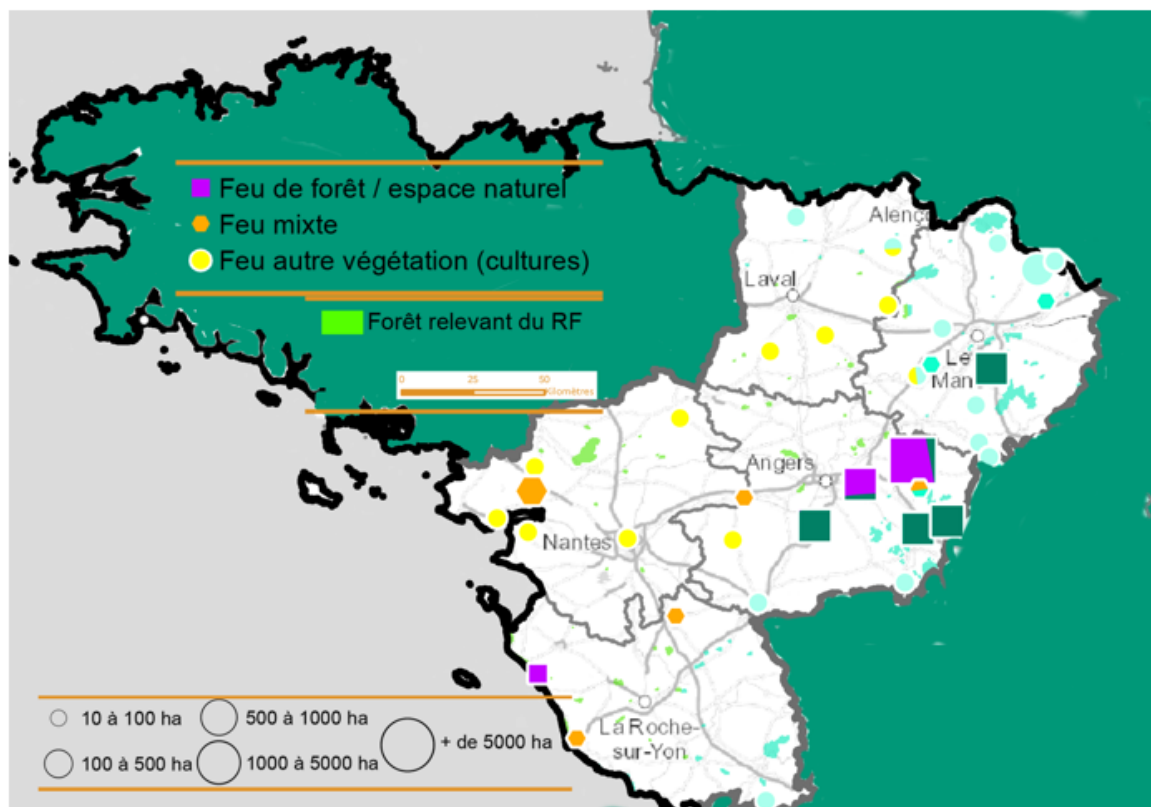 Feu de forêt / espace naturel
Feu mixte
Feu autre végétation (cultures)
Forêt relevant du RF
0 25 50
Kilomètres
Alenço
Laval
Le
Man
Angers
Nantes
La Roche-
sur-Yon
10 à 100 ha
500 à 1000 ha
+ de 5000 ha
100 à 500 ha
1000 à 5000 ha